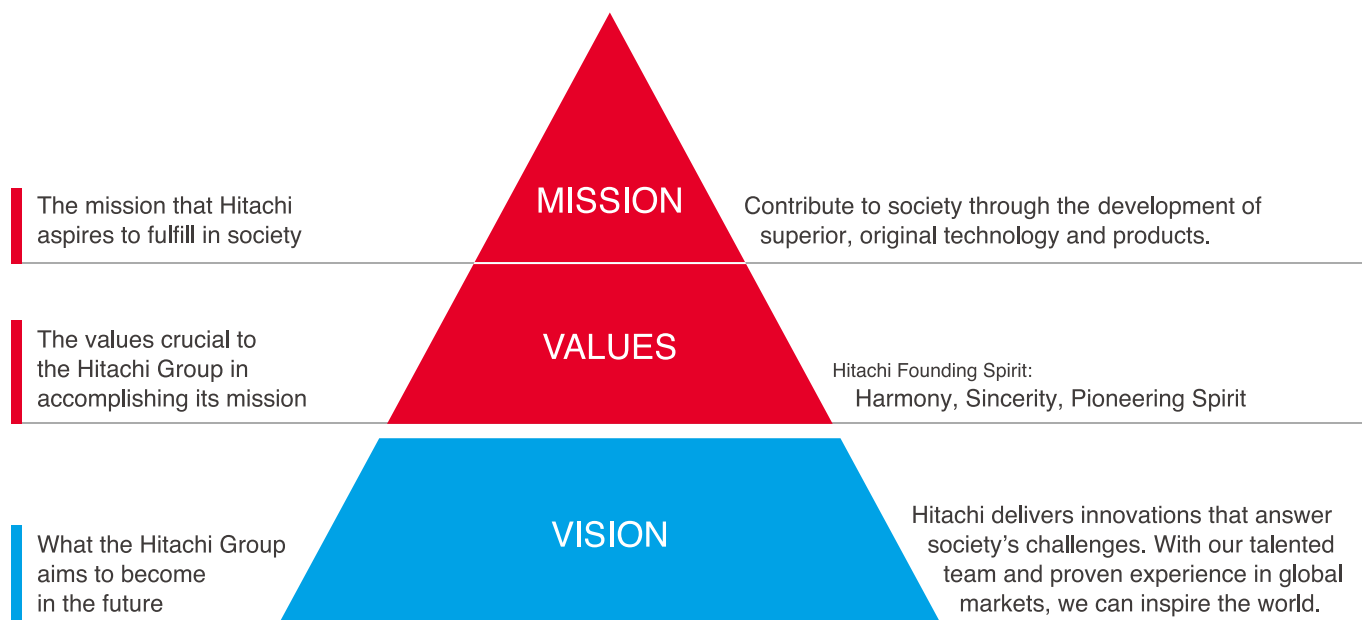 The mission that Hitachi
aspires to fulfill in society
MISSION
Contribute to society through the development of
superior, original technology and products.
The values crucial to
the Hitachi Group in
accomplishing its mission
VALUES
Hitachi Founding Spirit:
Harmony, Sincerity, Pioneering Spirit
What the Hitachi Group
aims to become
in the future
VISION
Hitachi delivers innovations that answer
society’s challenges. With our talented
team and proven experience in global
markets, we can inspire the world.